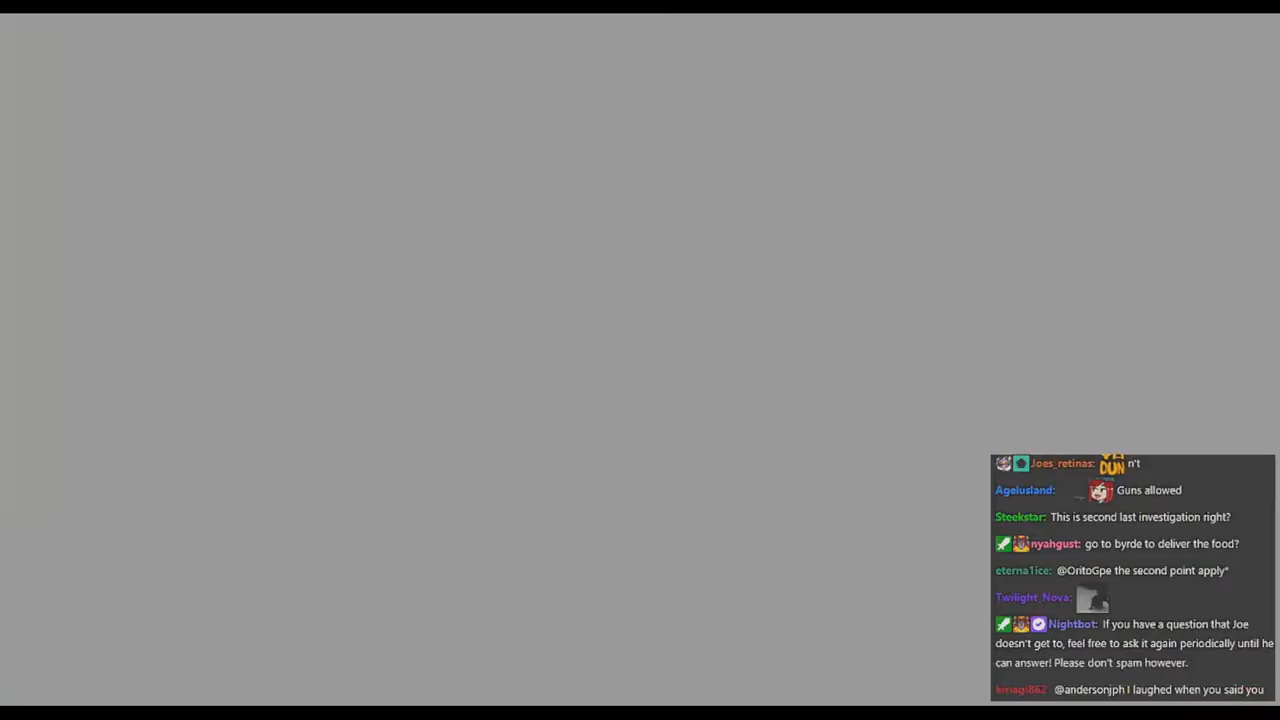 Joes_retinas: DUN n't
Agelusland: Guns allowed
Steekstar: This is second last investigation right?
nyahgust: go to byrde to deliver the food?
eterna1ice: @OritoGpe the second point apply*
Twilight_Nova:
Nightbot: If you have a question that Joe
doesn't get to, feel free to ask it again periodically until he
can answer! Please don't spam however.
@andersonjph I laughed when you said you